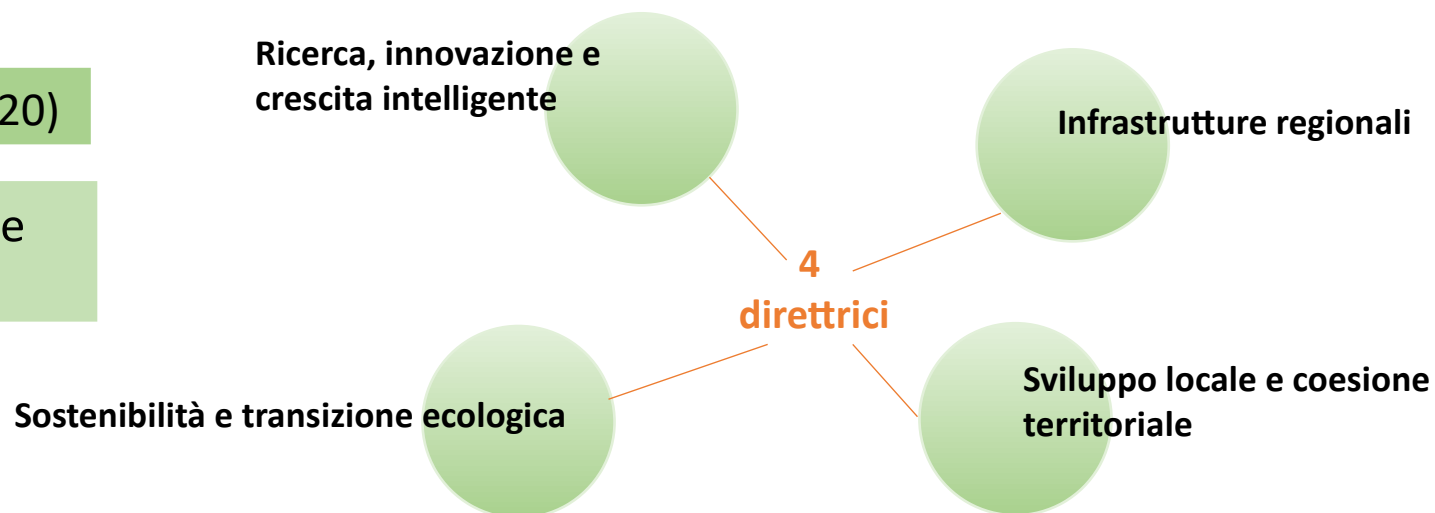 20)
e
Ricerca, innovazione e
crescita intelligente
Infrastrutture regionali
4
direttrici
Sostenibilità e transizione ecologica
Sviluppo locale e coesione
territoriale